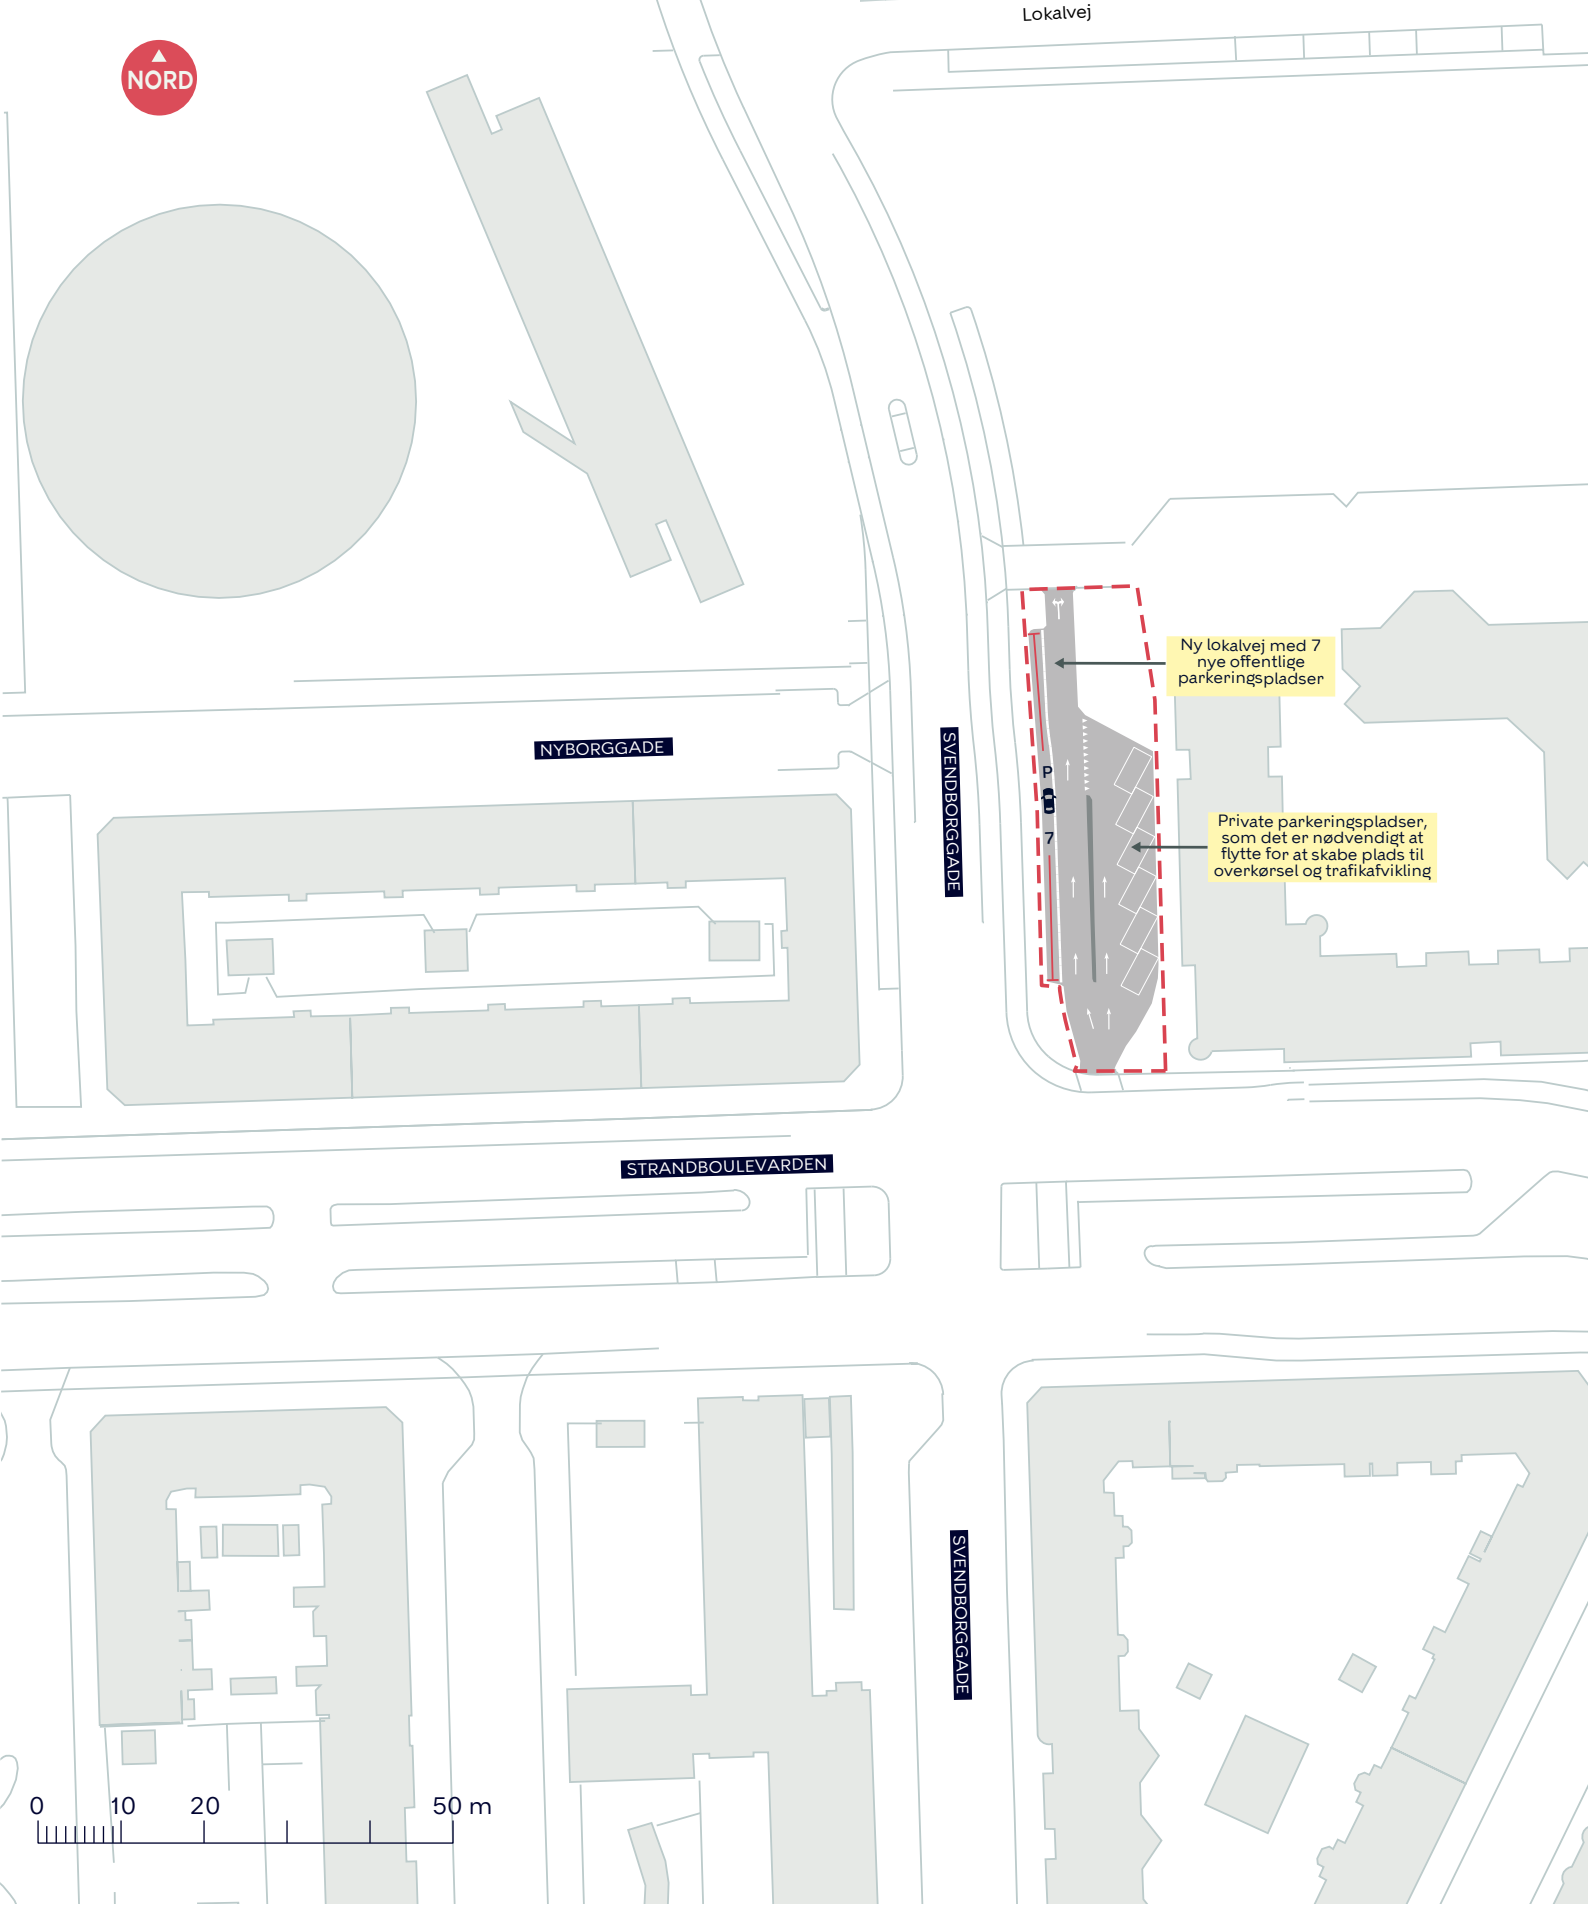 Lokalvej
NORD
Ny lokalvej med 7
nye offentlige
parkeringspladser
NYBORGGADE
SVENDBORGGADE
P
7
Private parkeringspladser,
som det er nødvendigt at
flytte for at skabe plads til
overkørsel og trafikafvikling
STRANDBOULEVARDEN
SVENDBORGGADE
0 10 20 50 m